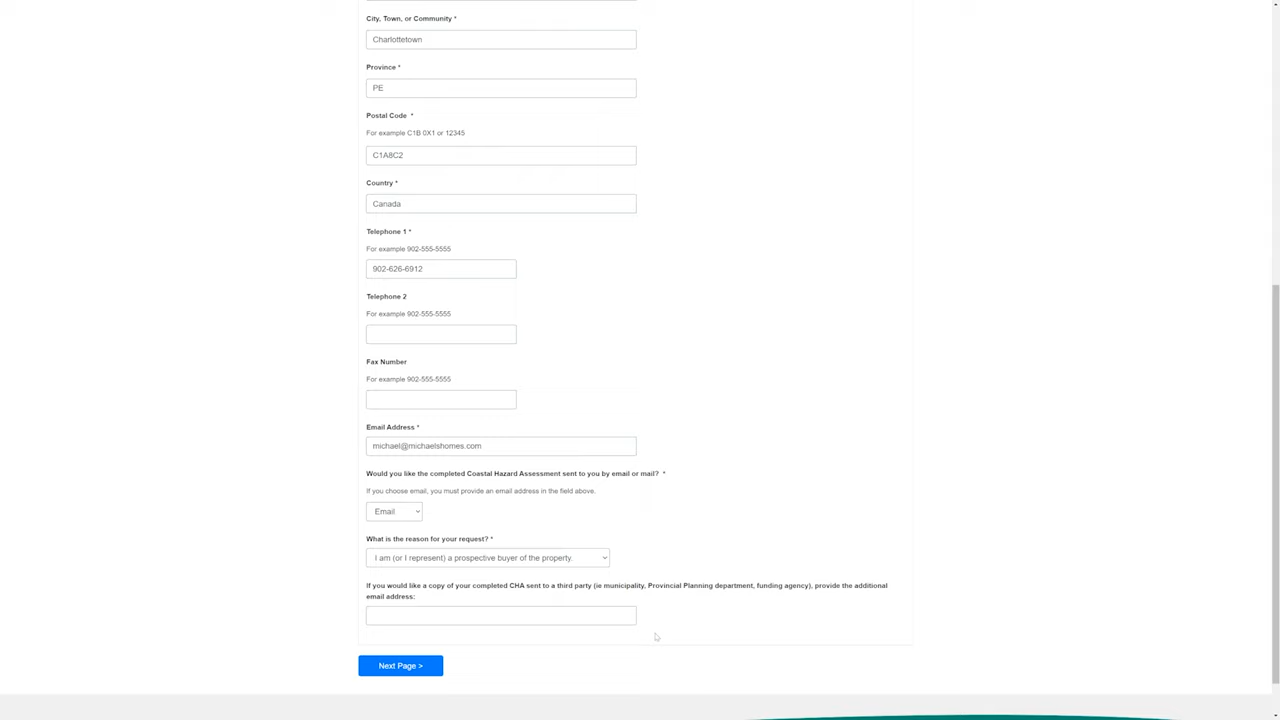 City, Town, or Community *
Charlottetown
Province *
PE
Postal Code *
For example C1B 0X1 or 12345
C1A8C2
Country *
Canada
Telephone 1 *
For example 902-555-5555
902-626-6912
Telephone 2
For example 902-555-5555
Fax Number
For example 902-555-5555
Email Address *
michael@michaelshomes.com
Would you like the completed Coastal Hazard Assessment sent to you by email or mail? *
If you choose email, you must provide an email address in the field above.
Email
What is the reason for your request? *
I am (or I represent) a prospective buyer of the property.
If you would like a copy of your completed CHA sent to a third party (ie municipality, Provincial Planning department, funding agency), provide the additional
email address:
Next Page >